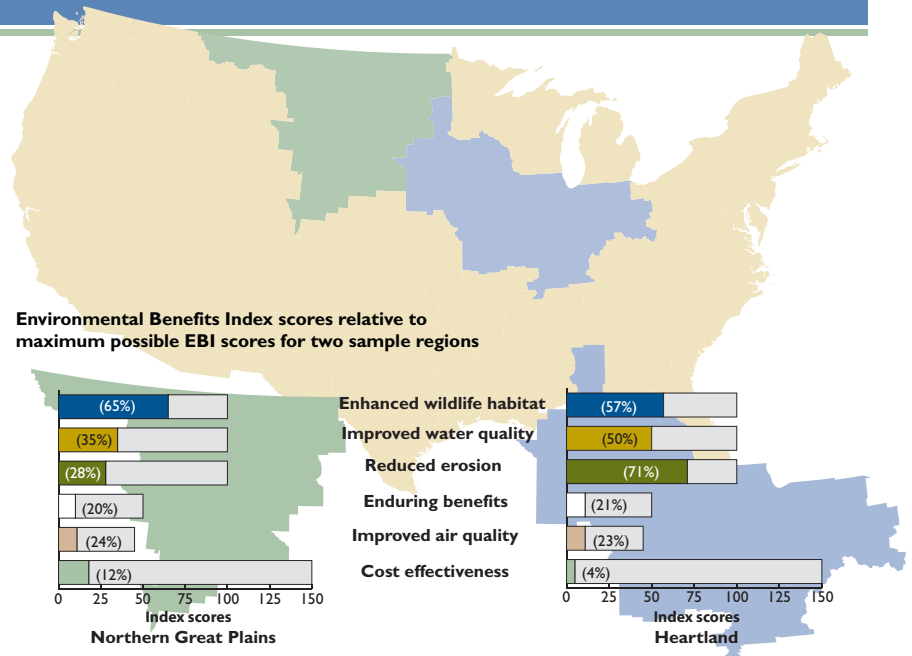 Environmental Benefits Index scores relative to
maximum possible EBI scores for two sample regions
Enhanced wildlife habitat
Improved water quality
Reduced erosion
Enduring benefits
Improved air quality
Cost effectiveness
(65%)
(35%)
(28%)
(20%)
(24%)
(12%)
0 25 50 75 100 125 150
Index scores
Northern Great Plains
(57%)
(50%)
(71%)
(21%)
(23%)
(4%)
0 25 50 75 100 125 150
Index scores
Heartland